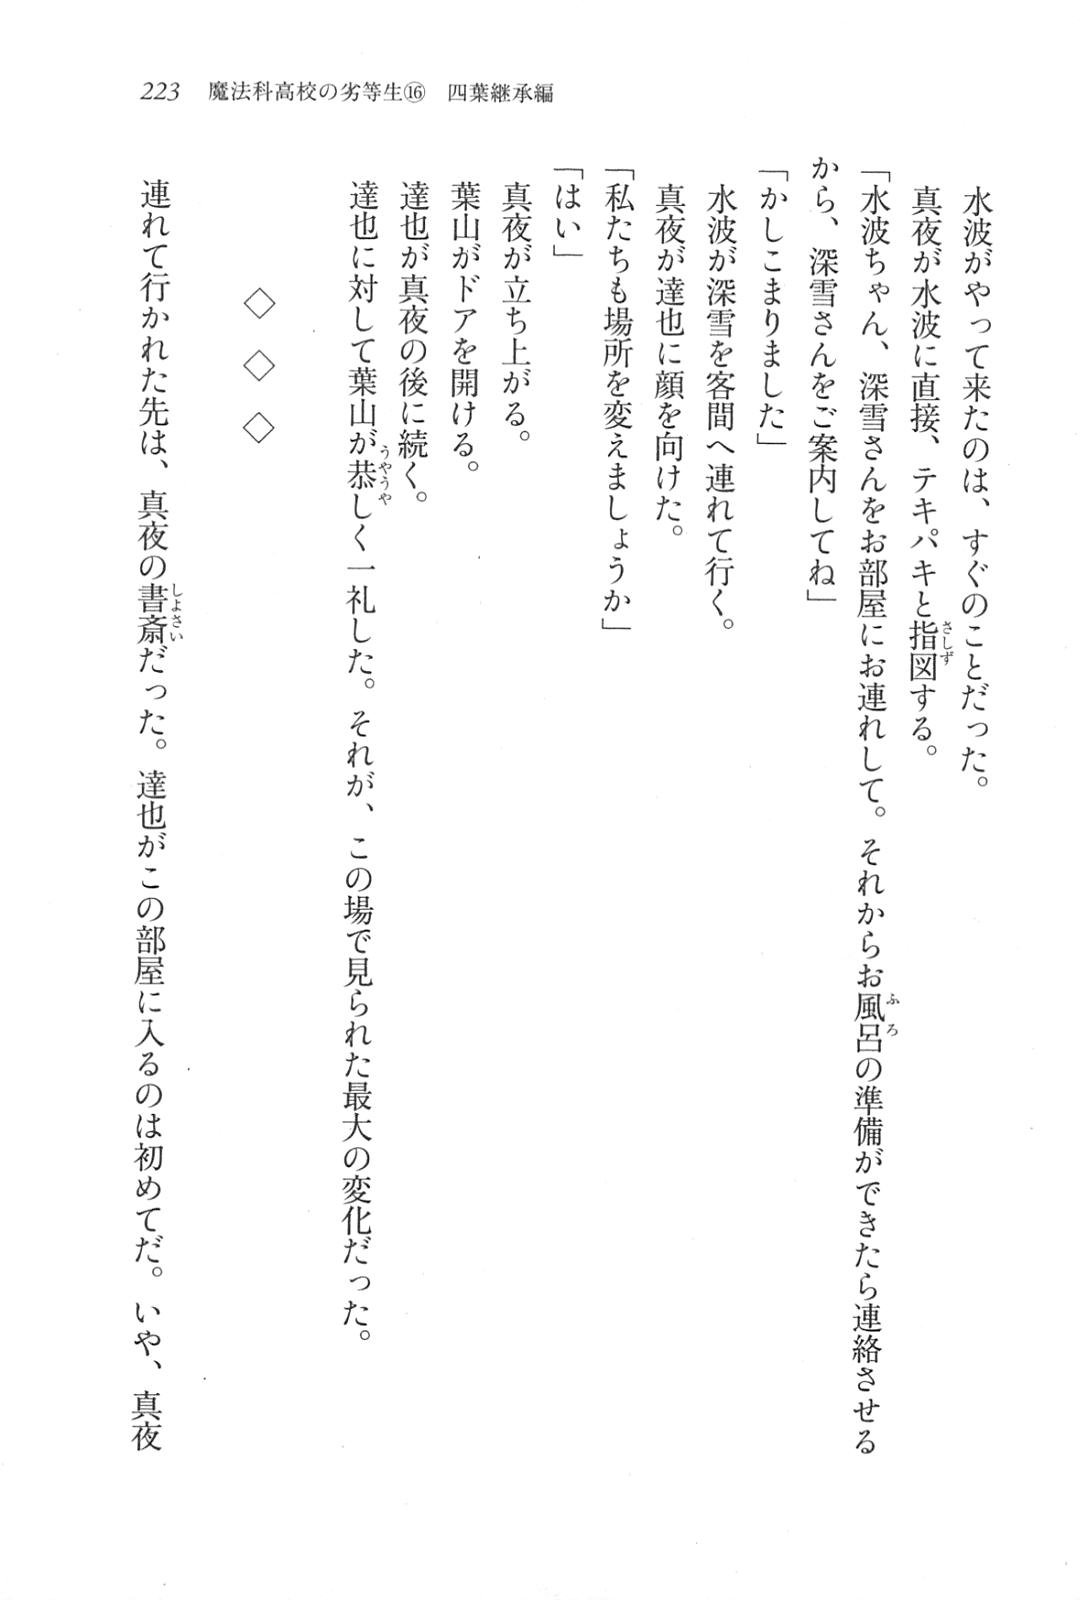 223 魔法科高校の劣等生⑯ 四葉継承編
水波がやって来たのは、すぐのことだった。
真夜が水波に直接、テキパキと指図する。
「水波ちゃん、深雪さんをお部屋にお連れして。それからお風呂の準備ができたら連絡させる
から、深雪さんをご案内してね」
「かしこまりました」
水波が深雪を客間へ連れて行く。
真夜が達也に顔を向けた。
「私たちも場所を変えましょうか」
「はい」
真夜が立ち上がる。
葉山がドアを開ける。
達也が真夜の後に続く。
達也に対して葉山が恭しく一礼した。それが、この場で見られた最大の変化だった。
◇ ◇ ◇
連れて行かれた先は、真夜の書斎だった。達也がこの部屋に入るのは初めてだ。いや、真夜